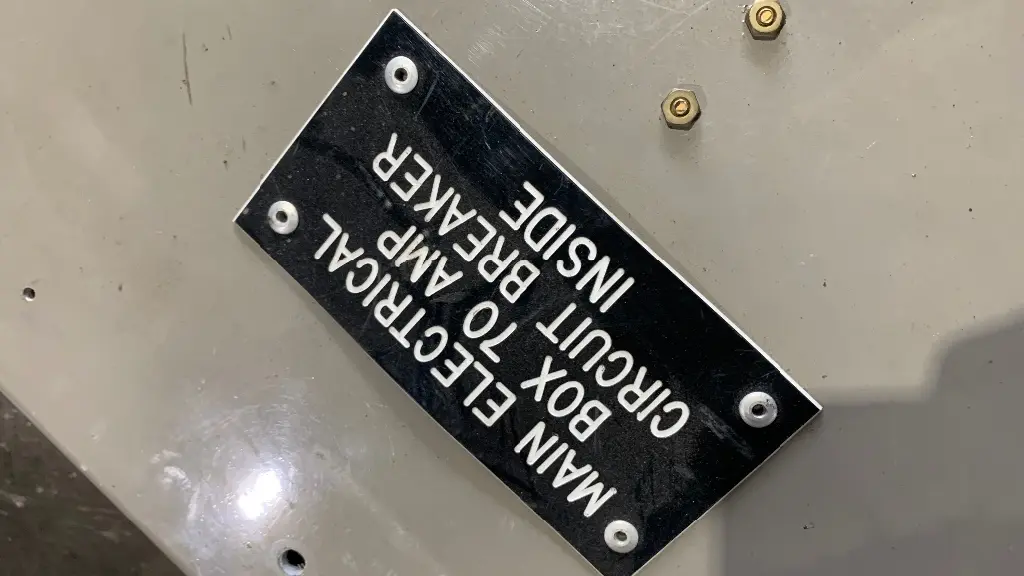 MAIN ELECTRICAL
BOX 70 AMP
CIRCUIT BREAKER
INSIDE